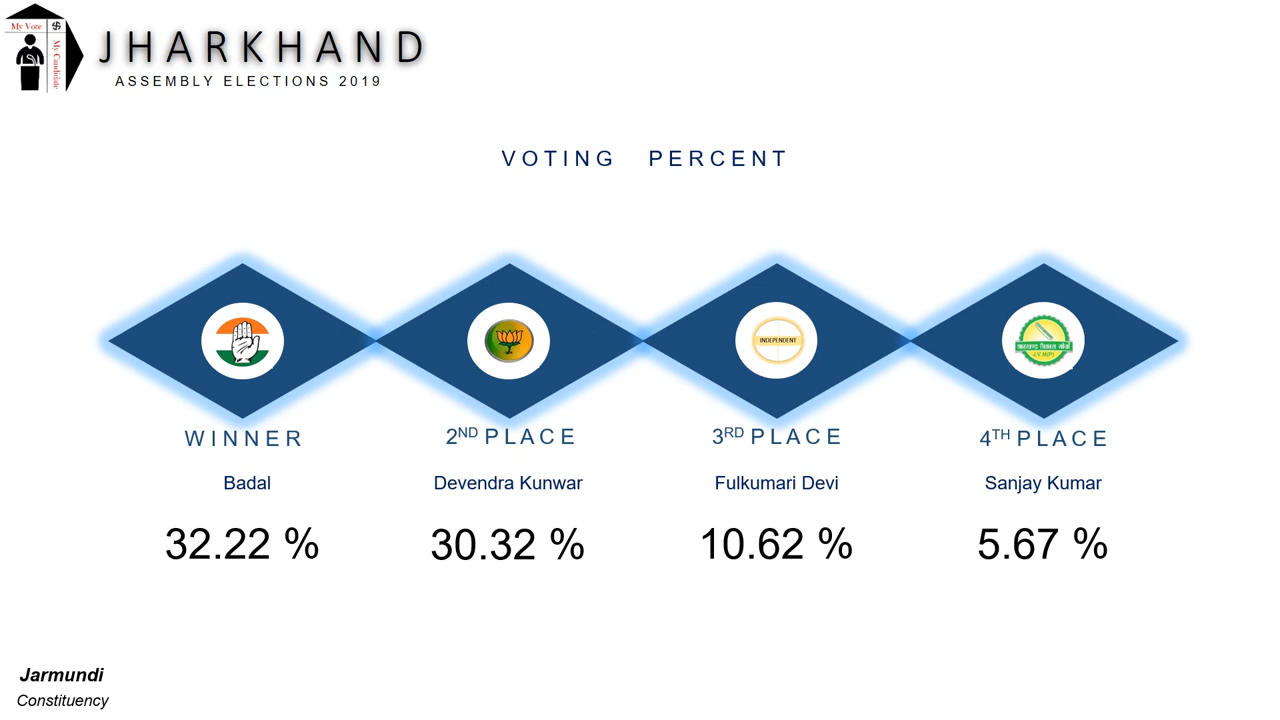 My Vote
My Candidate
JHARKHAND
ASSEMBLY ELECTIONS 2019
VOTING PERCENT
INDEPENDENT
झारखण्ड विकास मोर्चा
J.V.M(P)
WINNER
2ND PLACE
3RD PLACE
4TH PLACE
Badal
Devendra Kunwar
Fulkumari Devi
Sanjay Kumar
32.22 %
30.32 %
10.62 %
5.67 %
Jarmundi
Constituency